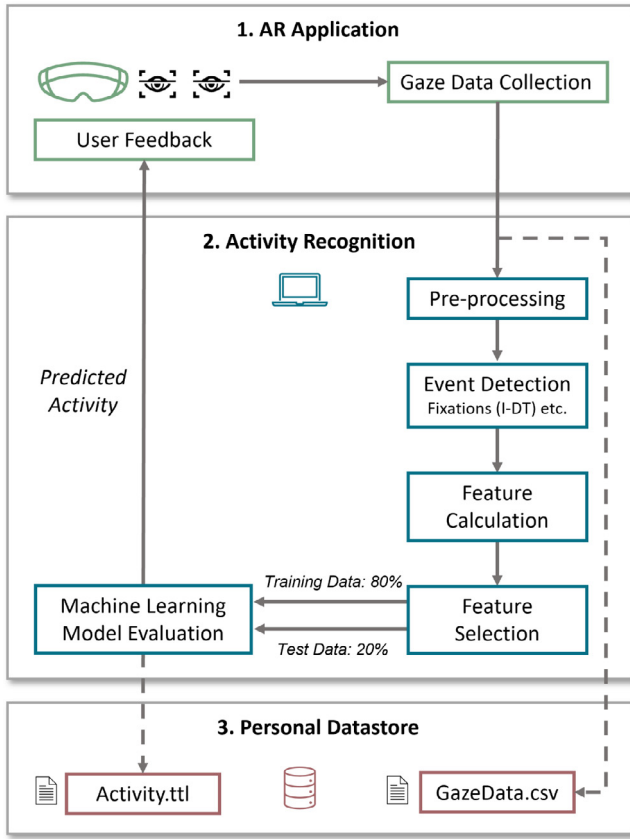 1. AR Application
Gaze Data Collection
User Feedback
2. Activity Recognition
Pre-processing
Predicted
Activity
Event Detection
Fixations (I-DT) etc.
Feature
Calculation
Training Data: 80%
Machine Learning
Model Evaluation
Feature
Selection
Test Data: 20%
3. Personal Datastore
Activity.ttl
GazeData.csv